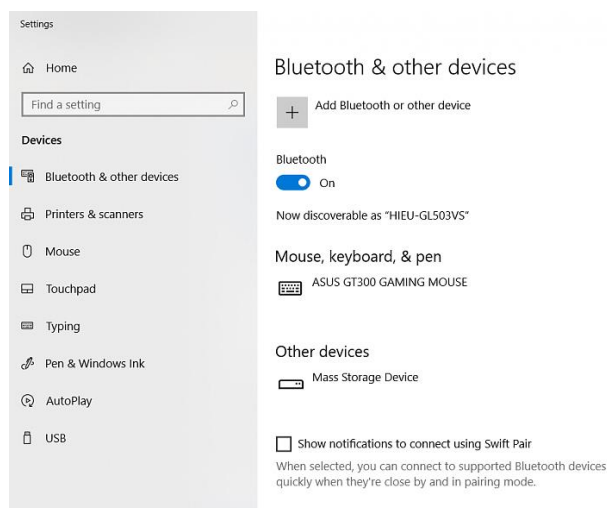 Settings
Home
Find a setting
Devices
Bluetooth & other devices
Printers & scanners
Mouse
Touchpad
Typing
Pen & Windows Ink
AutoPlay
USB
Bluetooth & other devices
Add Bluetooth or other device
Bluetooth
On
Now discoverable as “HIEU-GL503VS”
Mouse, keyboard, & pen
ASUS GT300 GAMING MOUSE
Other devices
Mass Storage Device
Show notifications to connect using Swift Pair
When selected, you can connect to supported Bluetooth devices
quickly when they're close by and in pairing mode.